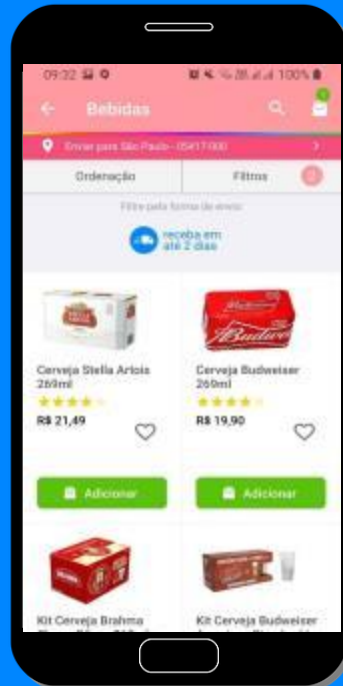 09:32
100%
Bebidas
Enviar para São Paulo - 05417-000
Ordenação
Filtros
Filtre pela forma de envio
receba em
até 2 dias
Cerveja Stella Artois
269ml
R$ 21,49
Adicionar
Cerveja Budweiser
269ml
R$ 19,90
Adicionar
Kit Cerveja Brahma
Kit Cerveja Budweiser